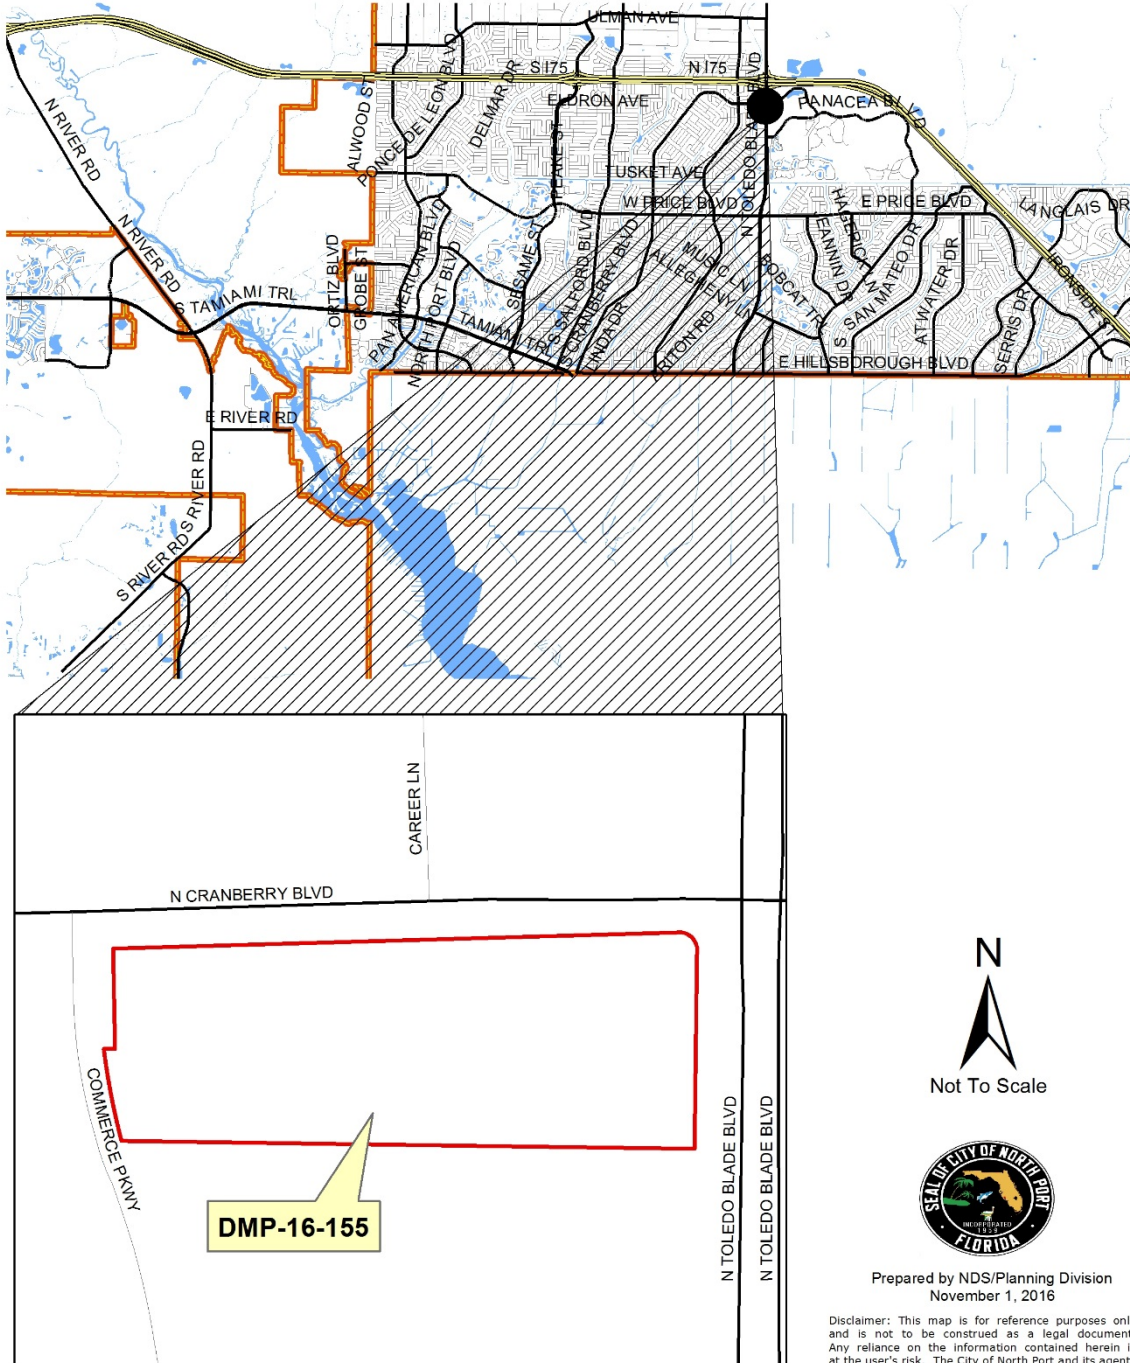 ULMAN AVE
S I75
N I75
ELDRON AVE
PANACEA BLVD
N RIVER RD
ALWOOD ST
PONCE DE LEON BLVD
DELMAR DR
PEAKE ST
TUSKET AVE
W PRICE BLVD
E PRICE BLVD
LANGLAIS DR
N RIVER RD
ORTIZ BLVD
GROBE ST
PAN AMERICAN BLVD
NORTH PORT BLVD
SESAME ST
S SALFORD BLVD
S CRANBERRY BLVD
LINDA DR
MUSIC LN
ALLEGHENY LN
BOBCAT TRL
JEANNIN DR
HAGERICK LN
S SAN MATEO DR
ATWATER DR
SERRIS DR
IRONSIDE ST
S TAMIAMI TRL
TAMIAMI TRL
TRITON RD
E HILLSBOROUGH BLVD
E RIVER RD
S RIVER RD
S RIVER RD
CAREER LN
N CRANBERRY BLVD
COMMERCE PKWY
N TOLEDO BLADE BLVD
N TOLEDO BLADE BLVD
DMP-16-155
N
Not To Scale
SEAL OF CITY OF NORTH PORT
INCORPORATED
1959
FLORIDA
Prepared by NDS/Planning Division
November 1, 2016
Disclaimer: This map is for reference purposes onl
and is not to be construed as a legal document
Any reliance on the information contained herein i
at the user's risk. The City of North Port and its agent